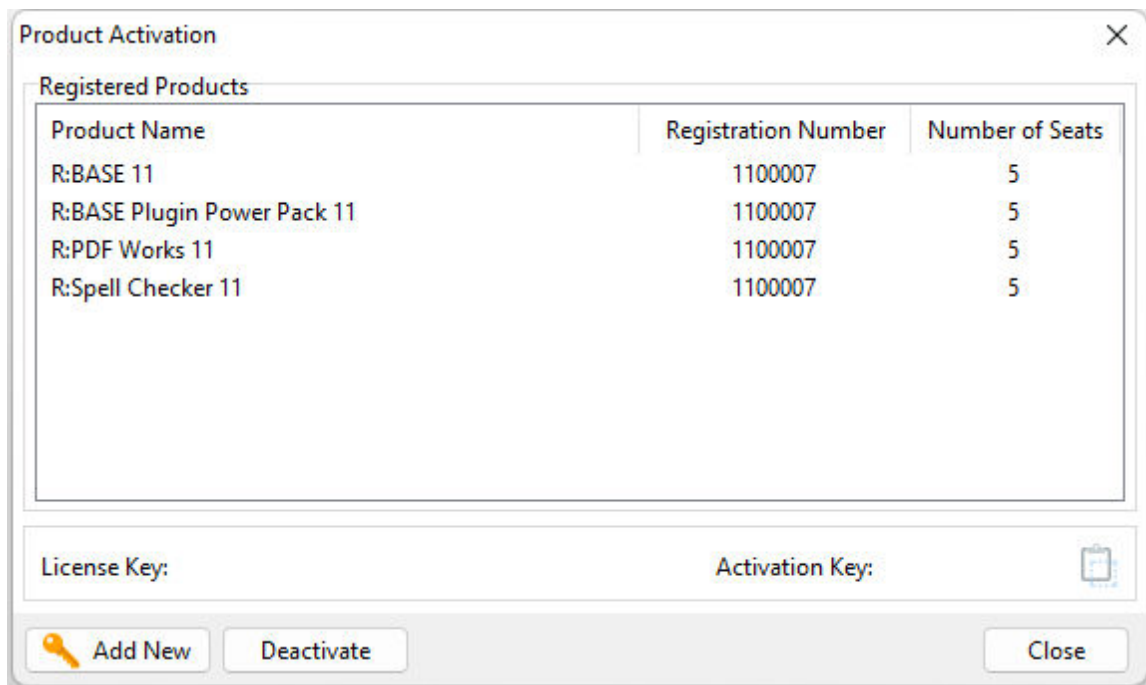 Product Activation
Registered Products
Product Name Registration Number Number of Seats
R:BASE 11 1100007 5
R:BASE Plugin Power Pack 11 1100007 5
R:PDF Works 11 1100007 5
R:Spell Checker 11 1100007 5
License Key: Activation Key:
Add New Deactivate Close